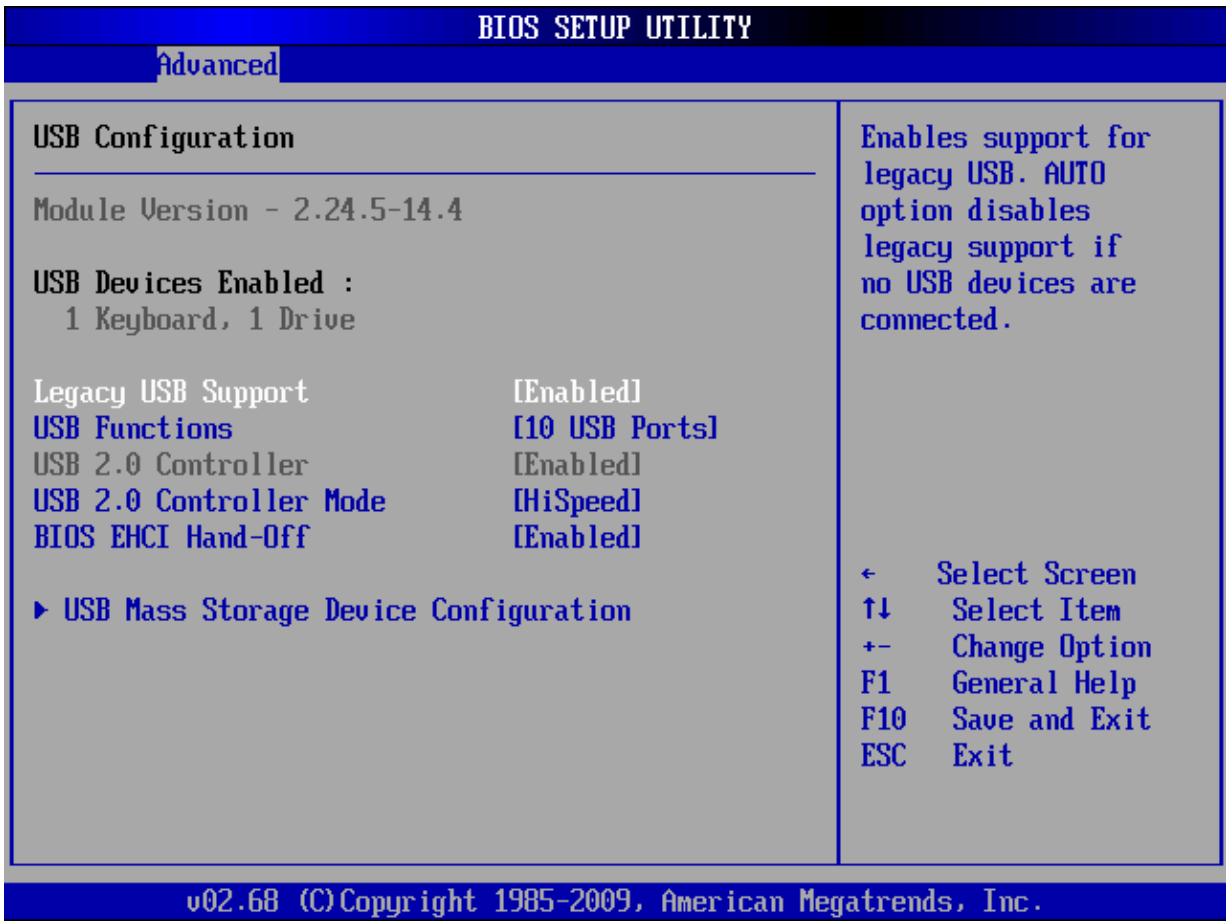 BIOS SETUP UTILITY
Advanced
USB Configuration
Module Version - 2.24.5-14.4
USB Devices Enabled :
1 Keyboard, 1 Drive
Legacy USB Support [Enabled]
USB Functions [10 USB Ports]
USB 2.0 Controller [Enabled]
USB 2.0 Controller Mode [HiSpeed]
BIOS EHCI Hand-Off [Enabled]
▶ USB Mass Storage Device Configuration
Enables support for
legacy USB. AUTO
option disables
legacy support if
no USB devices are
connected.
← Select Screen
↑↓ Select Item
+- Change Option
F1 General Help
F10 Save and Exit
ESC Exit
v02.68 (C)Copyright 1985-2009, American Megatrends, Inc.